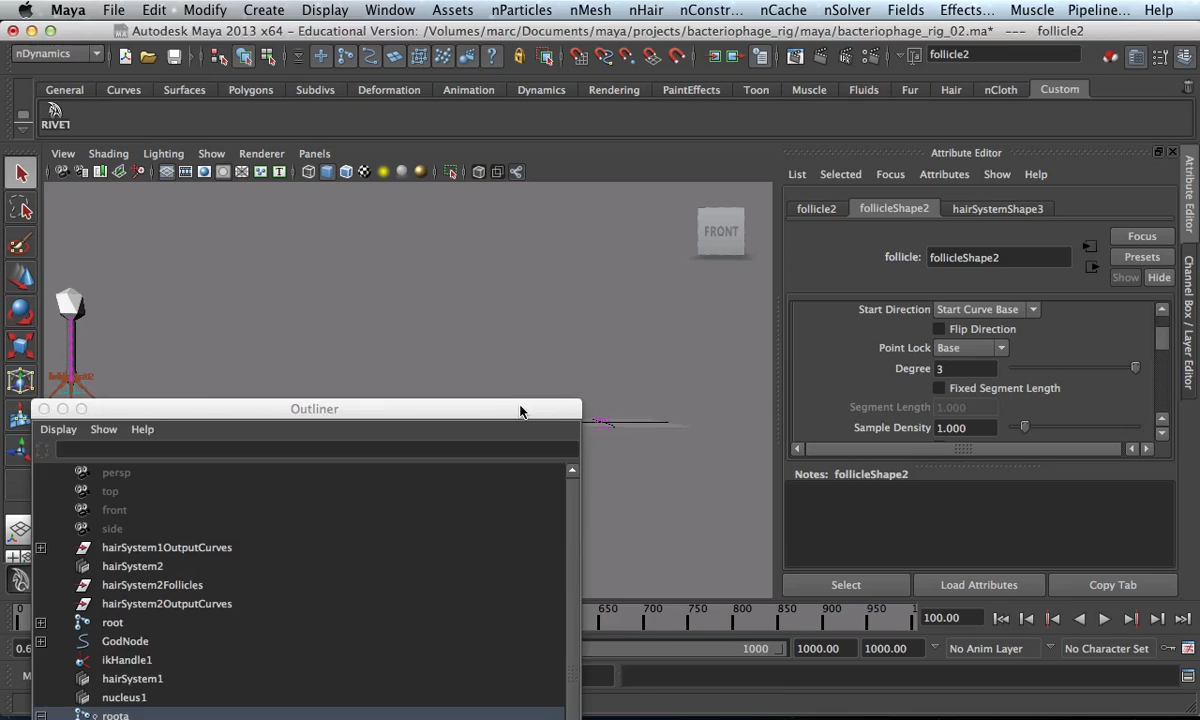 Maya File Edit Modify Create Display Window Assets nParticles nMesh nHair nConstr... nCache nSolver Fields Effects... Muscle Pipeline... Help
Autodesk Maya 2013 x64 - Educational Version: /Volumes/marc/Documents/maya/projects/bacteriophage_rig/maya/bacteriophage_rig_02.ma* --- follicle2
nDynamics follicle2
General Curves Surfaces Polygons Subdivs Deformation Animation Dynamics Rendering PaintEffects Toon Muscle Fluids Fur Hair nCloth Custom
RIVET
View Shading Lighting Show Renderer Panels
Attribute Editor
List Selected Focus Attributes Show Help
follicle2 follicleShape2 hairSystemShape3
FRONT
Focus
follicle: follicleShape2 Presets
Show Hide
Start Direction Start Curve Base
Flip Direction
Point Lock Base
Degree 3
Fixed Segment Length
Segment Length 1.000
Sample Density 1.000
Notes: follicleShape2
Select Load Attributes Copy Tab
Attribute Editor
Channel Box / Layer Editor
Outliner
Display Show Help
persp
top
front
side
hairSystem1OutputCurves
hairSystem2
hairSystem2Follicles
hairSystem2OutputCurves
root
GodNode
ikHandle1
hairSystem1
nucleus1
roota
0 650 700 750 800 850 900 950 1 100.00
0.6 1000 1000.00 1000.00 No Anim Layer No Character Set
M